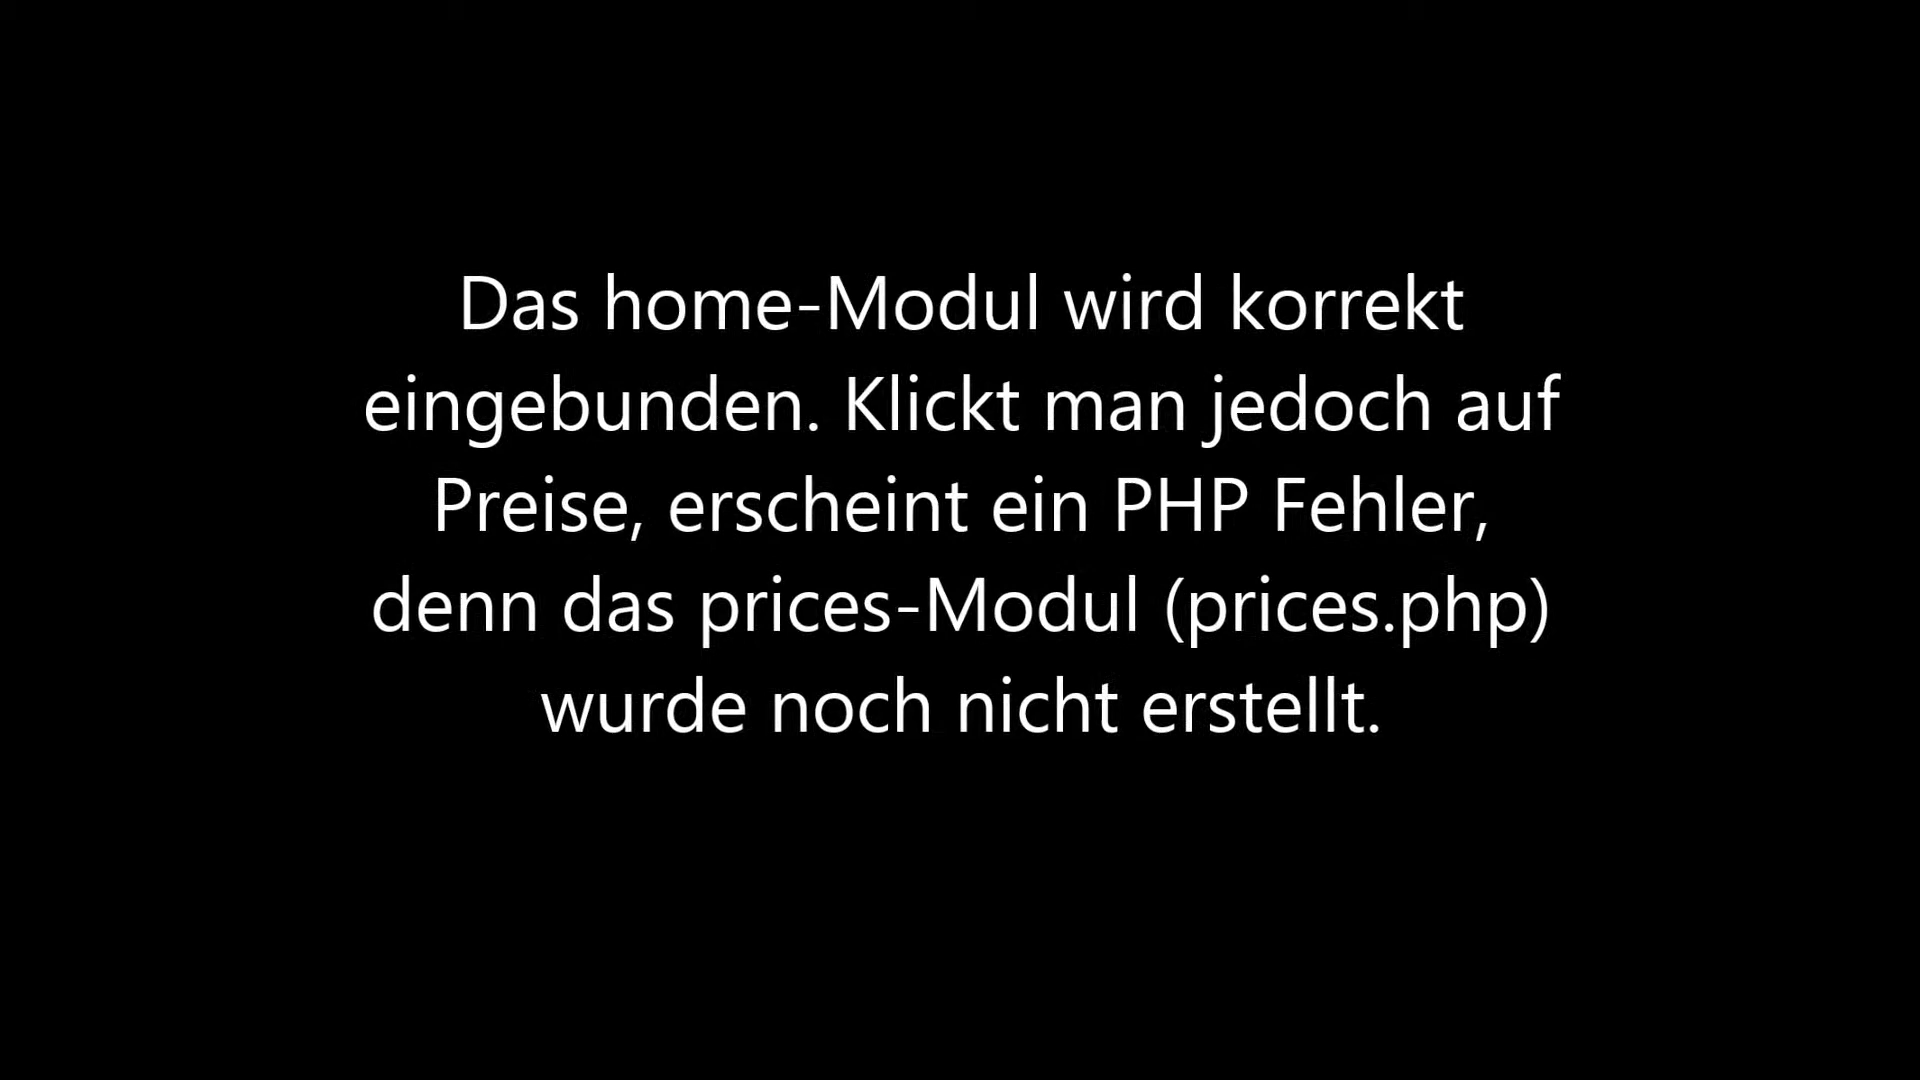 Das home-Modul wird korrekt
eingebunden. Klickt man jedoch auf
Preise, erscheint ein PHP Fehler,
denn das prices-Modul (prices.php)
wurde noch nicht erstellt.